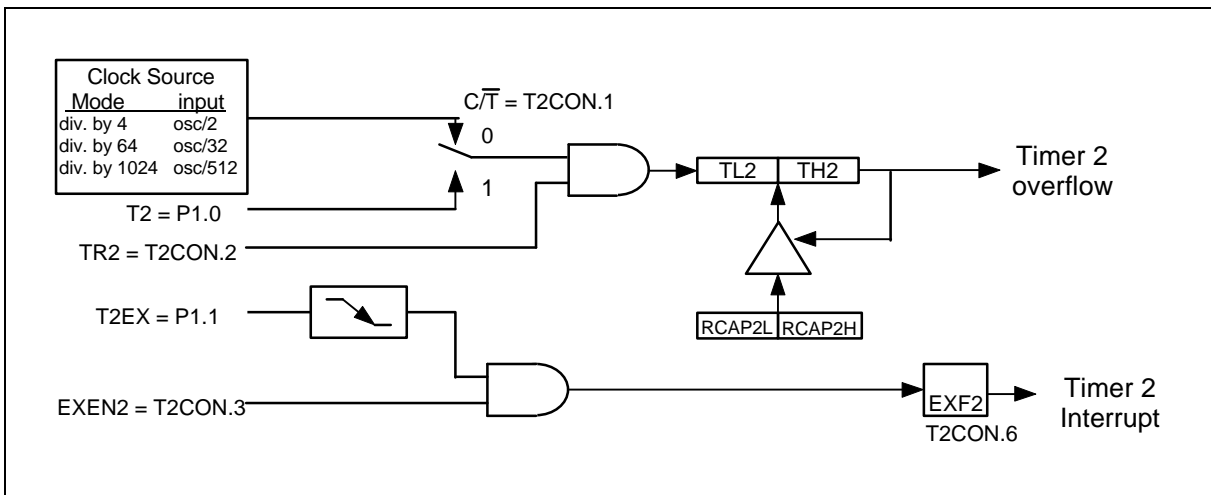 Clock Source
Mode input
div. by 4 osc/2
div. by 64 osc/32
div. by 1024 osc/512
C/T̅ = T2CON.1
0
1
T2 = P1.0
TR2 = T2CON.2
TL2 TH2
Timer 2
overflow
T2EX = P1.1
RCAP2L RCAP2H
EXEN2 = T2CON.3
EXF2
T2CON.6
Timer 2
Interrupt